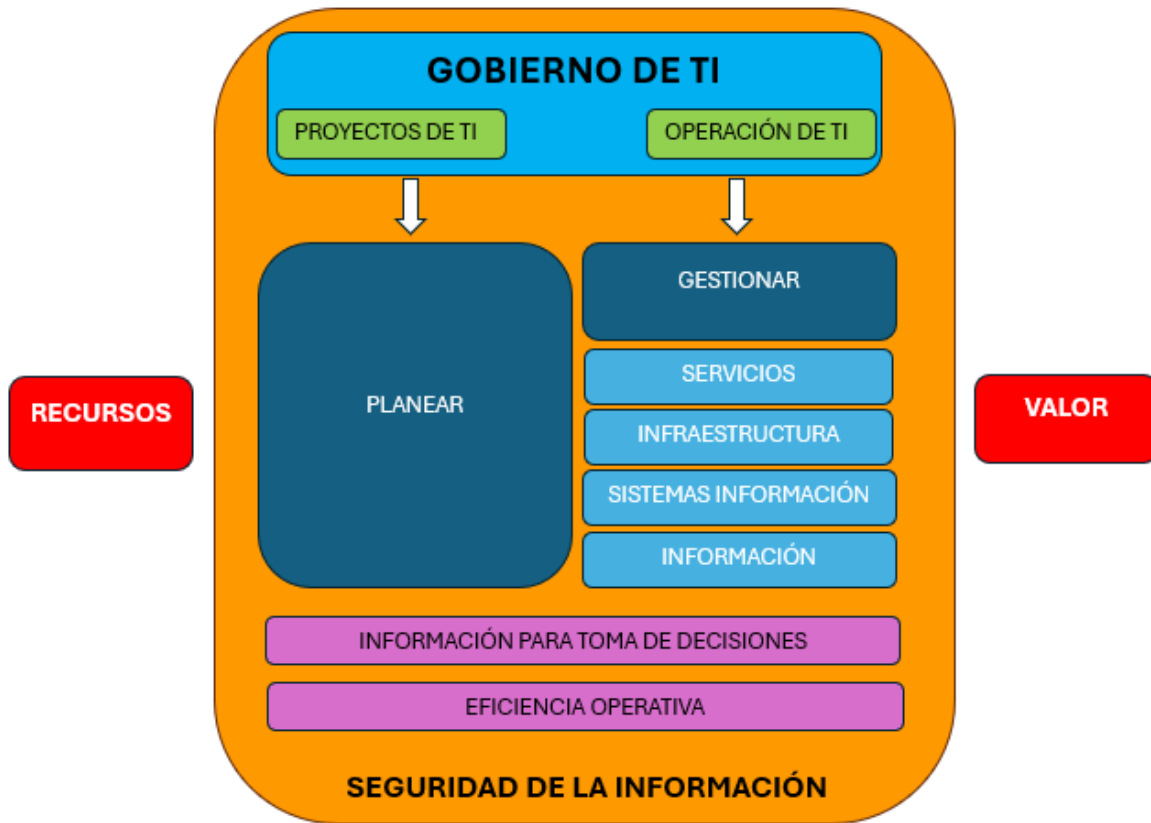 GOBIERNO DE TI
PROYECTOS DE TI
OPERACIÓN DE TI
PLANEAR
GESTIONAR
SERVICIOS
INFRAESTRUCTURA
SISTEMAS INFORMACIÓN
INFORMACIÓN
RECURSOS
VALOR
INFORMACIÓN PARA TOMA DE DECISIONES
EFICIENCIA OPERATIVA
SEGURIDAD DE LA INFORMACIÓN